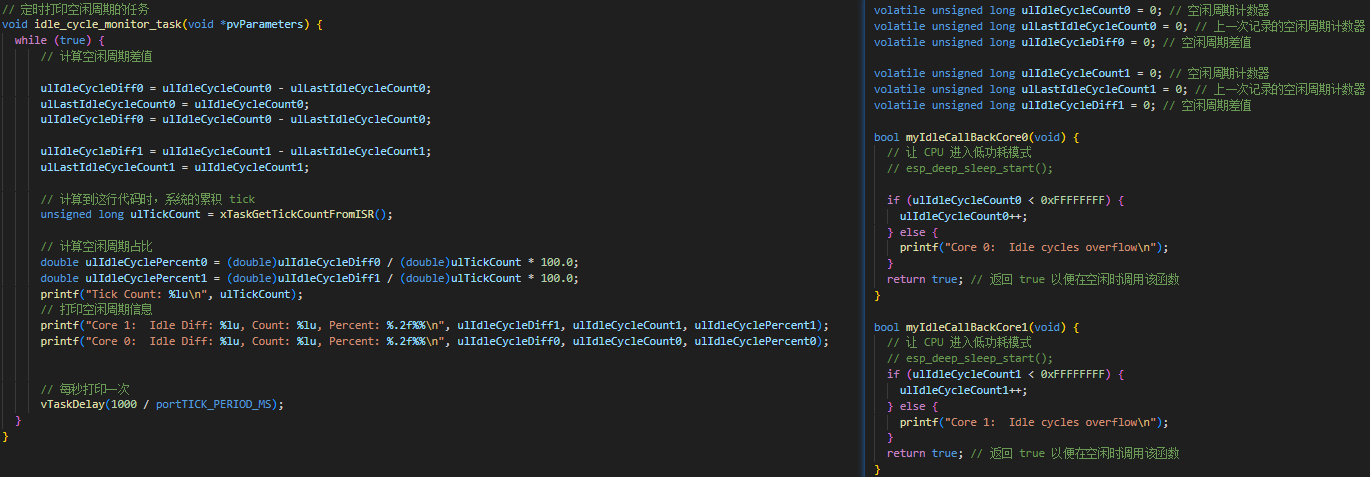 // 定时打印空闲周期的任务
void idle_cycle_monitor_task(void *pvParameters) {
  while (true) {
      // 计算空闲周期差值

      ulIdleCycleDiff0 = ulIdleCycleCount0 - ulLastIdleCycleCount0;
      ulLastIdleCycleCount0 = ulIdleCycleCount0;
      ulIdleCycleDiff0 = ulIdleCycleCount0 - ulLastIdleCycleCount0;

      ulIdleCycleDiff1 = ulIdleCycleCount1 - ulLastIdleCycleCount1;
      ulLastIdleCycleCount1 = ulIdleCycleCount1;

      // 计算到这行代码时，系统的累积 tick
      unsigned long ulTickCount = xTaskGetTickCountFromISR();

      // 计算空闲周期占比
      double ulIdleCyclePercent0 = (double)ulIdleCycleDiff0 / (double)ulTickCount * 100.0;
      double ulIdleCyclePercent1 = (double)ulIdleCycleDiff1 / (double)ulTickCount * 100.0;
      printf("Tick Count: %lu\n", ulTickCount);
      // 打印空闲周期信息
      printf("Core 1:  Idle Diff: %lu, Count: %lu, Percent: %.2f%%\n", ulIdleCycleDiff1, ulIdleCycleCount1, ulIdleCyclePercent1);
      printf("Core 0:  Idle Diff: %lu, Count: %lu, Percent: %.2f%%\n", ulIdleCycleDiff0, ulIdleCycleCount0, ulIdleCyclePercent0);

      // 每秒打印一次
      vTaskDelay(1000 / portTICK_PERIOD_MS);
  }
}
volatile unsigned long ulIdleCycleCount0 = 0; // 空闲周期计数器
volatile unsigned long ulLastIdleCycleCount0 = 0; // 上一次记录的空闲周期计数器
volatile unsigned long ulIdleCycleDiff0 = 0; // 空闲周期差值

volatile unsigned long ulIdleCycleCount1 = 0; // 空闲周期计数器
volatile unsigned long ulLastIdleCycleCount1 = 0; // 上一次记录的空闲周期计数器
volatile unsigned long ulIdleCycleDiff1 = 0; // 空闲周期差值

bool myIdleCallBackCore0(void) {
  // 让 CPU 进入低功耗模式
  // esp_deep_sleep_start();

  if (ulIdleCycleCount0 < 0xFFFFFFFF) {
    ulIdleCycleCount0++;
  } else {
    printf("Core 0:  Idle cycles overflow\n");
  }
  return true; // 返回 true 以便在空闲时调用该函数
}

bool myIdleCallBackCore1(void) {
  // 让 CPU 进入低功耗模式
  // esp_deep_sleep_start();
  if (ulIdleCycleCount1 < 0xFFFFFFFF) {
    ulIdleCycleCount1++;
  } else {
    printf("Core 1:  Idle cycles overflow\n");
  }
  return true; // 返回 true 以便在空闲时调用该函数
}